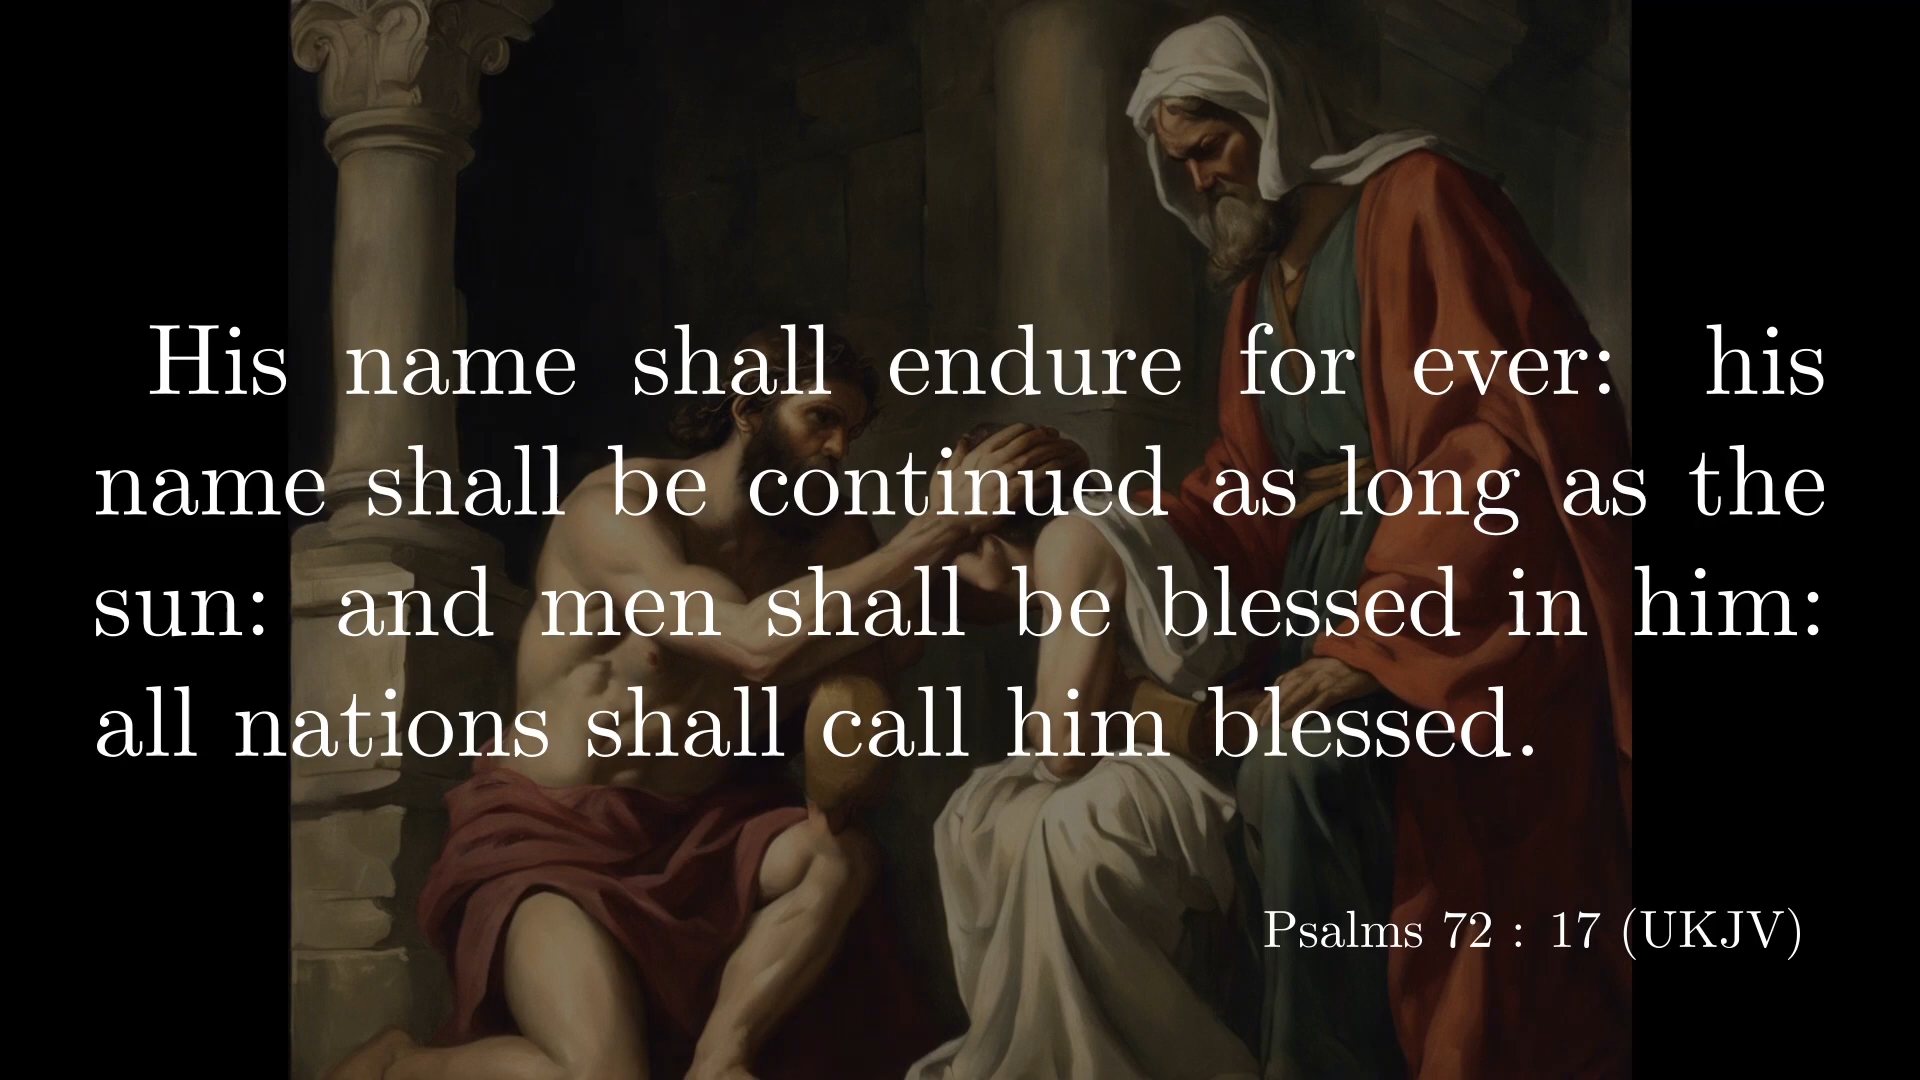 His name shall endure for ever: his
name shall be continued as long as the
sun: and men shall be blessed in him:
all nations shall call him blessed.
Psalms 72 : 17 (UKJV)